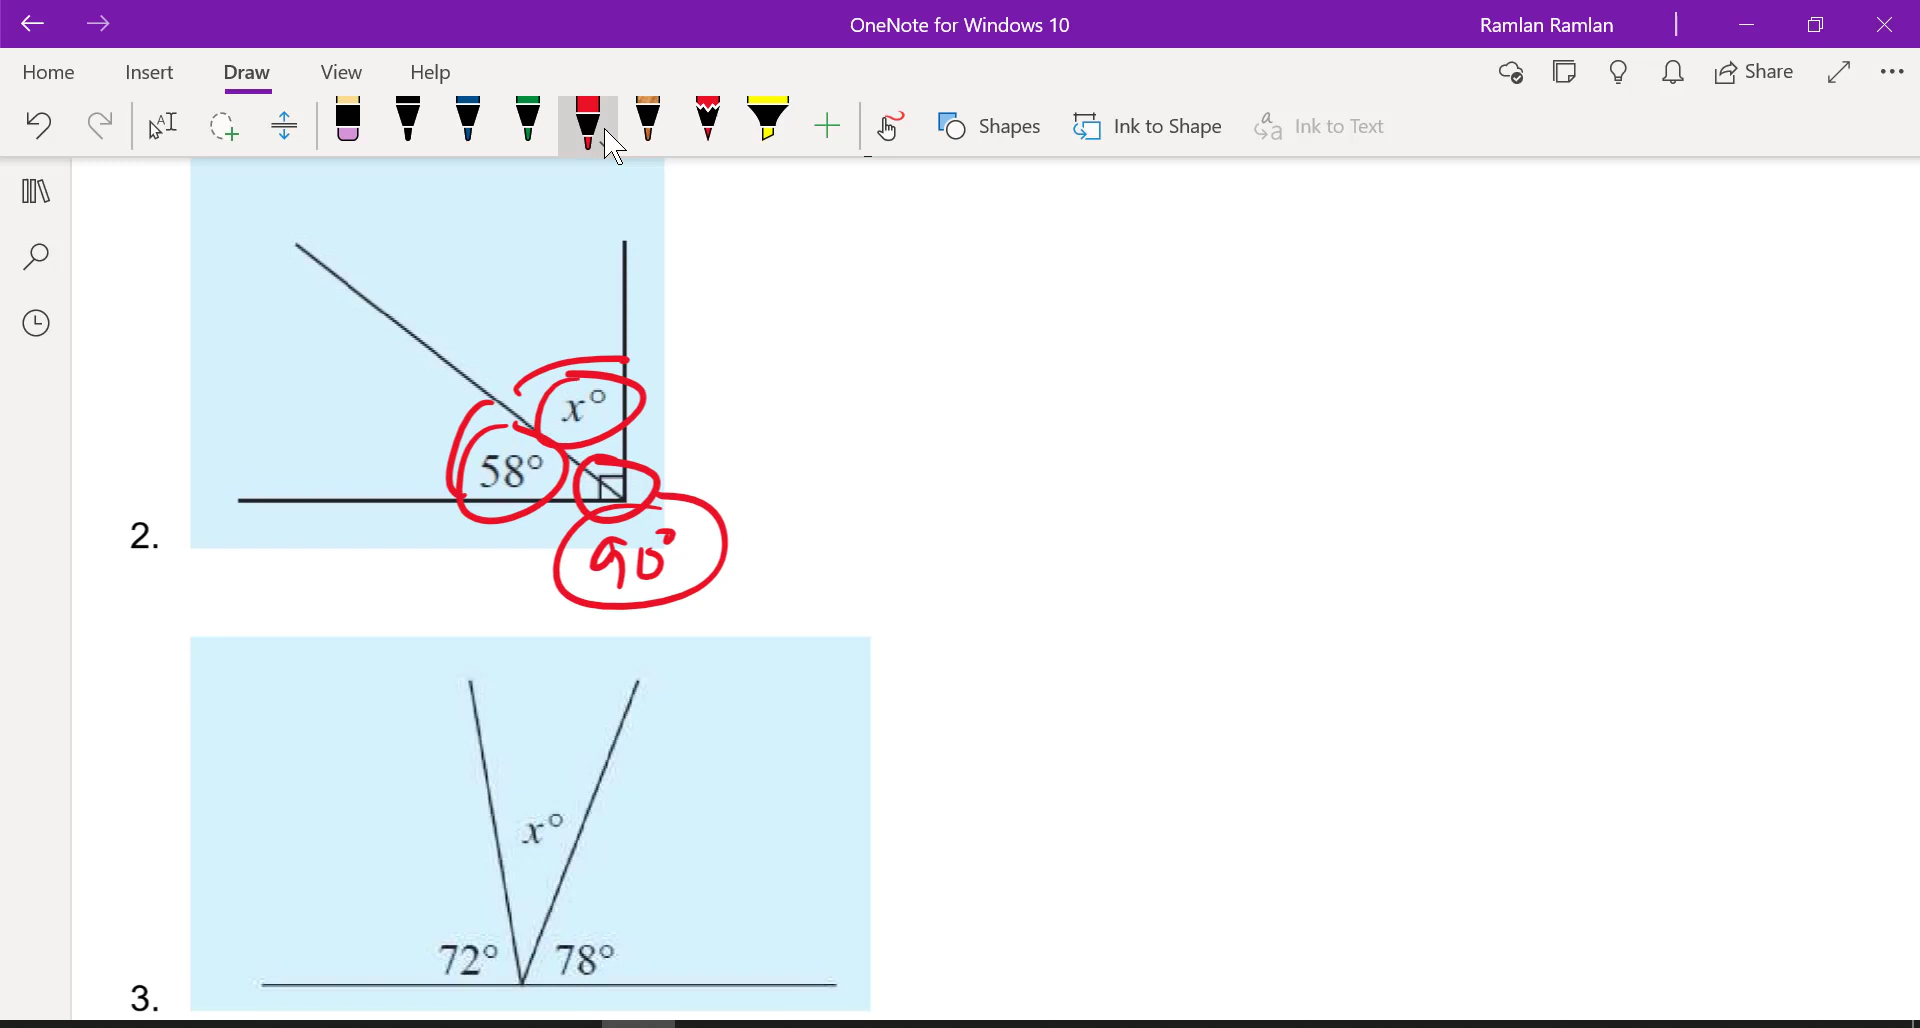 OneNote for Windows 10
Ramlan Ramlan
Home Insert Draw View Help
Share
Shapes
Ink to Shape
Ink to Text
x°
58°
2.
90°
x°
72° 78°
3.